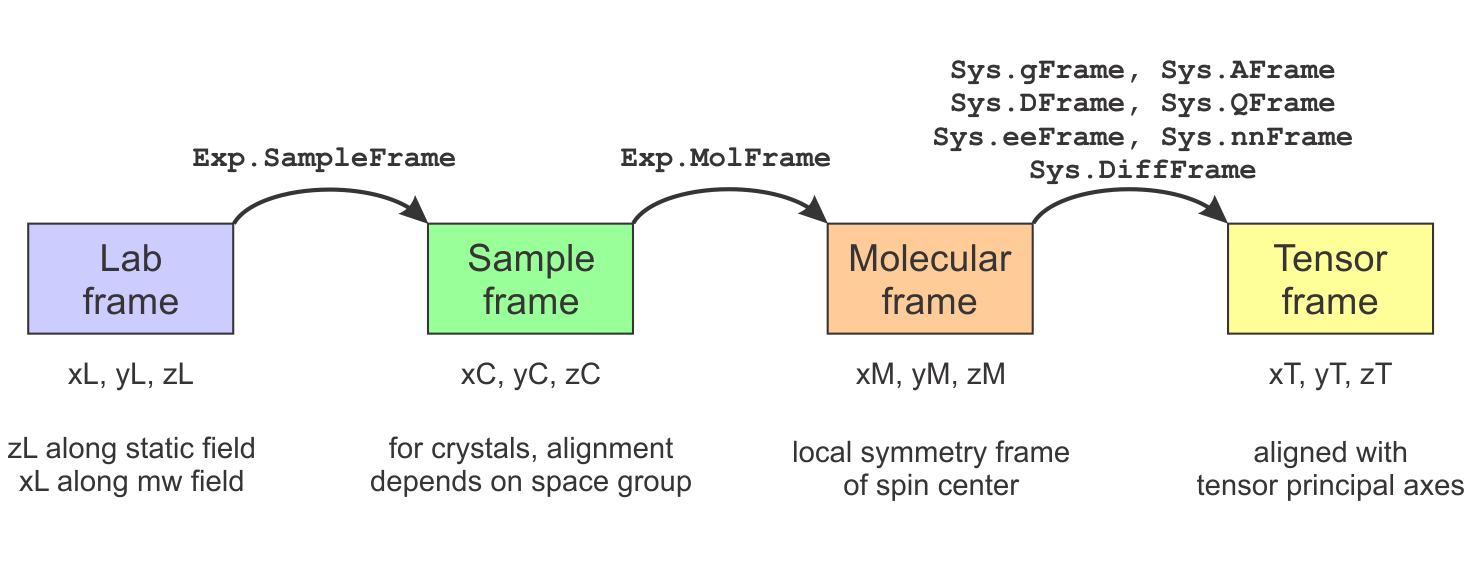 Sys.gFrame, Sys.AFrame
Sys.DFrame, Sys.QFrame
Sys.eeFrame, Sys.nnFrame
Sys.DiffFrame
Exp.SampleFrame
Exp.MolFrame
Lab
frame
Sample
frame
Molecular
frame
Tensor
frame
xL, yL, zL
xC, yC, zC
xM, yM, zM
xT, yT, zT
zL along static field
xL along mw field
for crystals, alignment
depends on space group
local symmetry frame
of spin center
aligned with
tensor principal axes